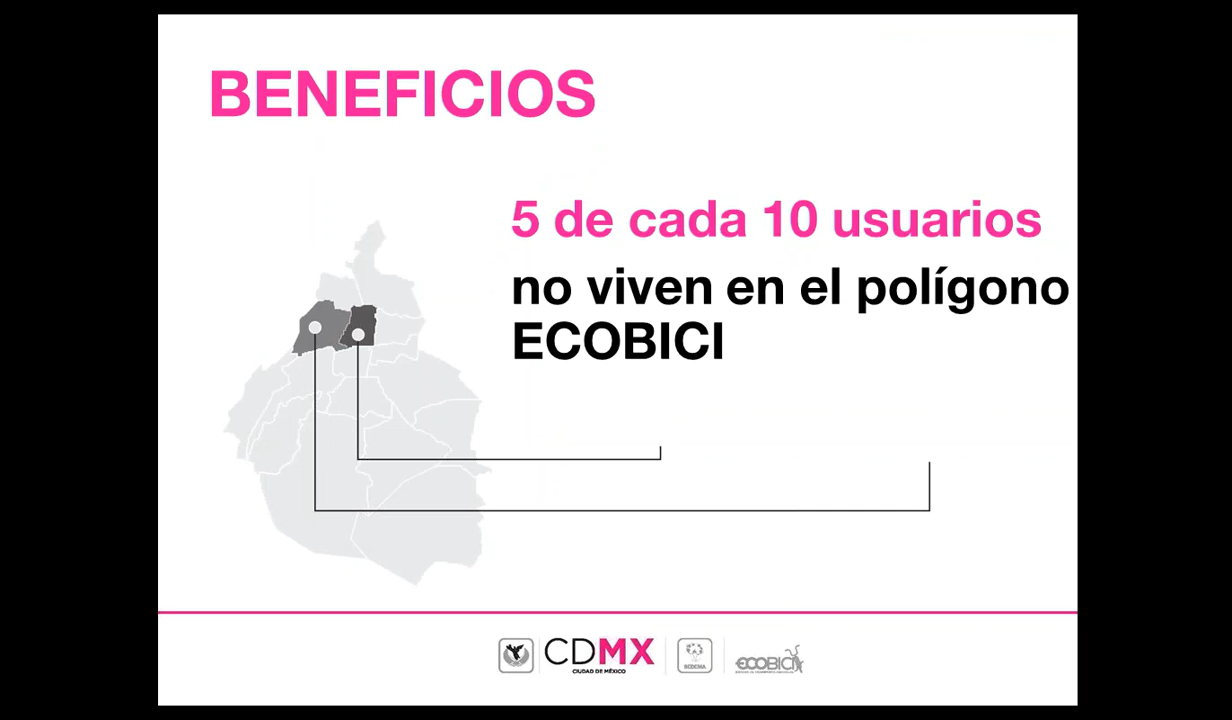 BENEFICIOS
5 de cada 10 usuarios
no viven en el polígono
ECOBICI
CDMX
CIUDAD DE MÉXICO
SEDEMA
ECOBICI